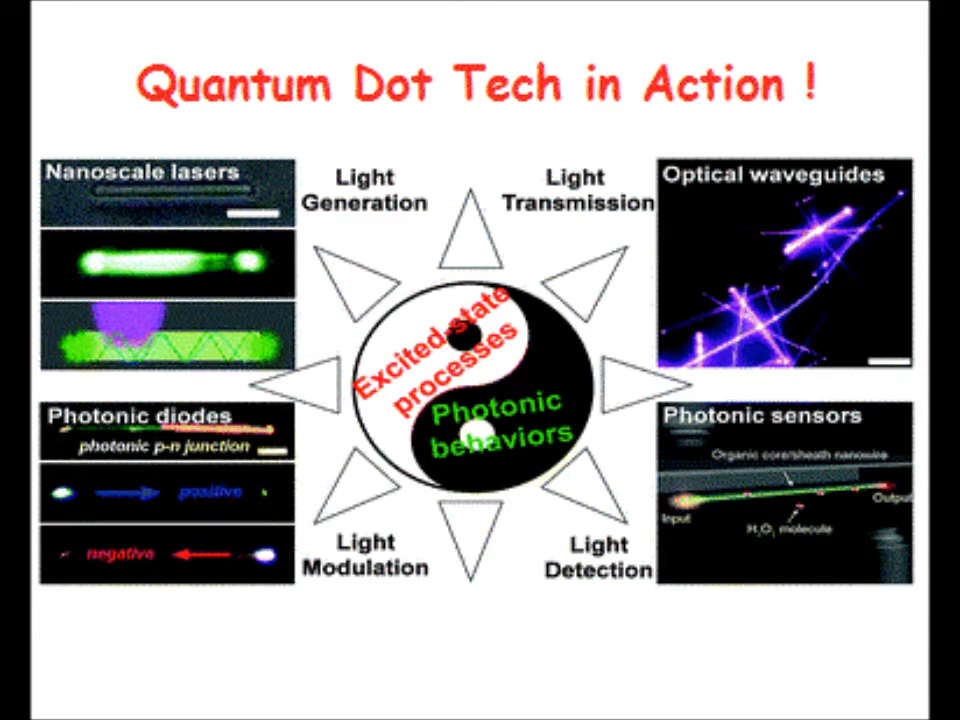 Quantum Dot Tech in Action !
Nanoscale lasers
Light
Generation
Light
Transmission
Optical waveguides
Excited-state
processes
Photonic
behaviors
Photonic diodes
photonic p-n junction
positive
negative
Light
Modulation
Light
Detection
Photonic sensors
Organic core/sheath nanowire
Input
Output
H2O2 molecule